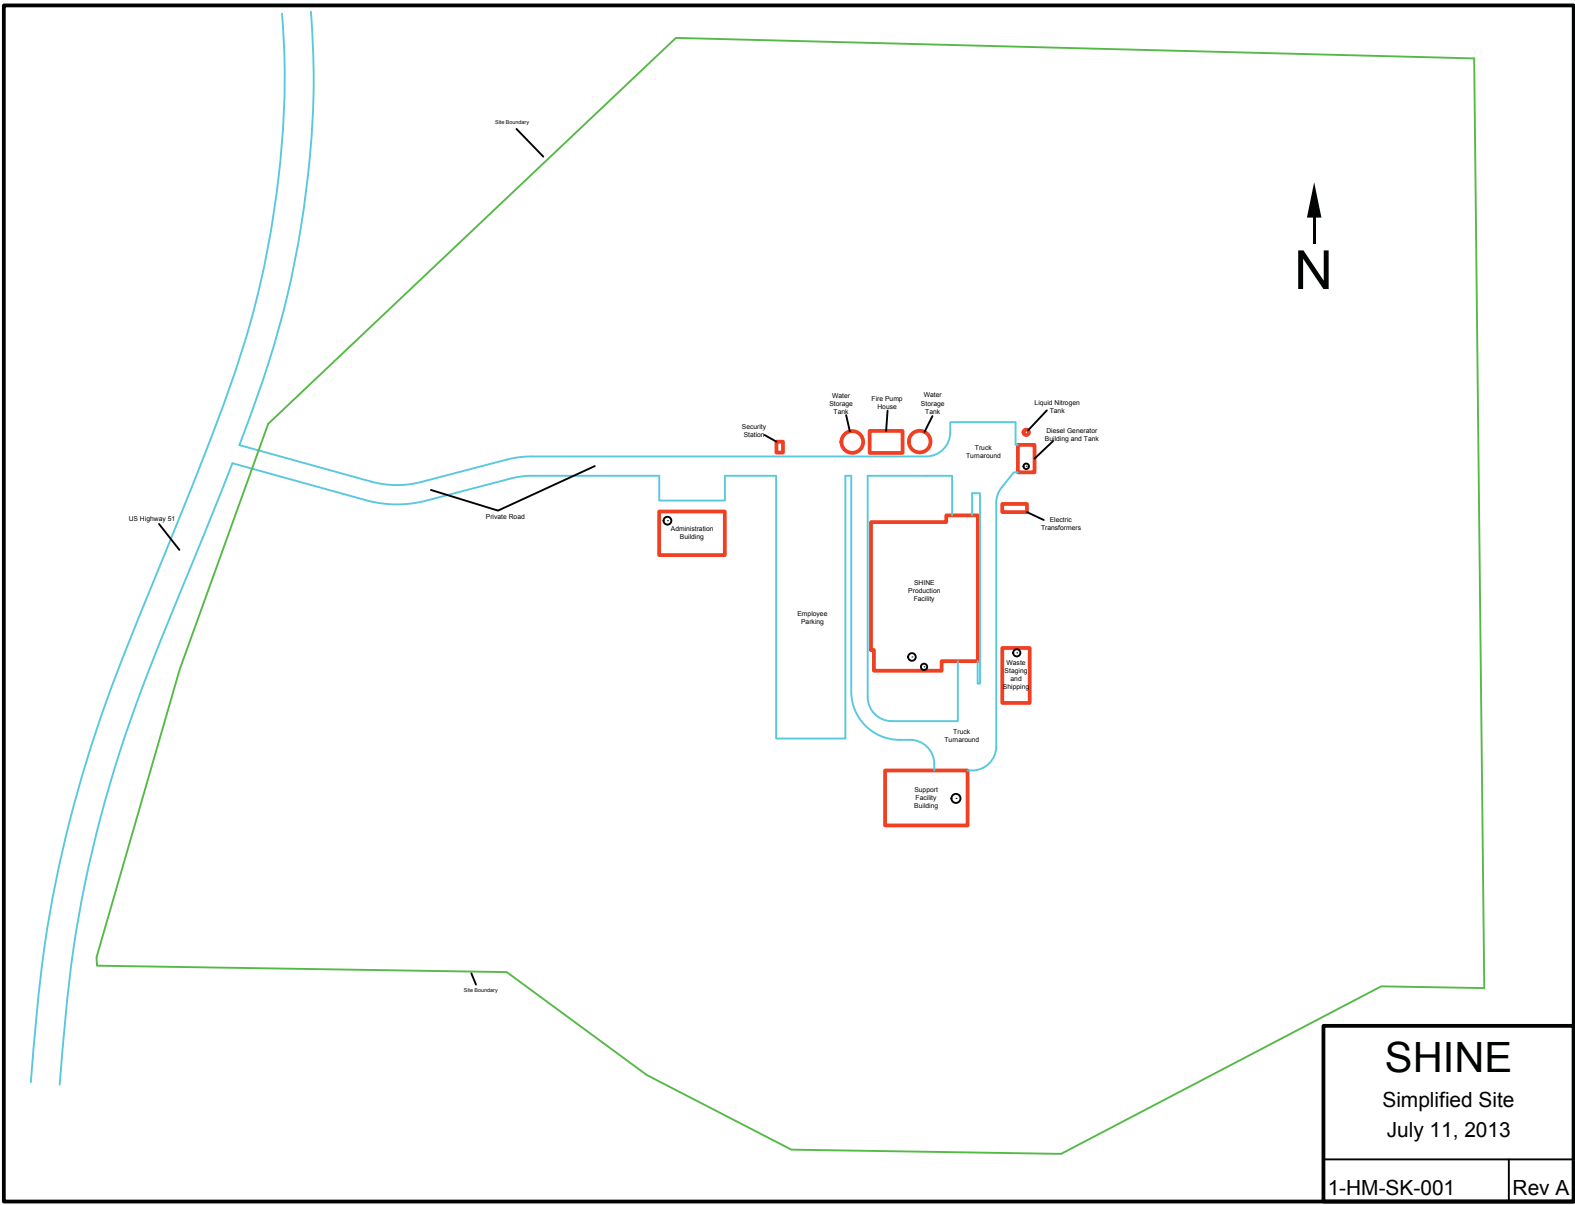 Site Boundary
N
Water
Storage
Tank
Fire Pump
House
Water
Storage
Tank
Liquid Nitrogen
Tank
Security
Station
Diesel Generator
Building and Tank
Truck
Turnaround
US Highway 51
Private Road
Administration
Building
Electric
Transformers
SHINE
Production
Facility
Employee
Parking
Waste
Staging
and
Shipping
Truck
Turnaround
Support
Facility
Building
Site Boundary
SHINE
Simplified Site
July 11, 2013
1-HM-SK-001
Rev A